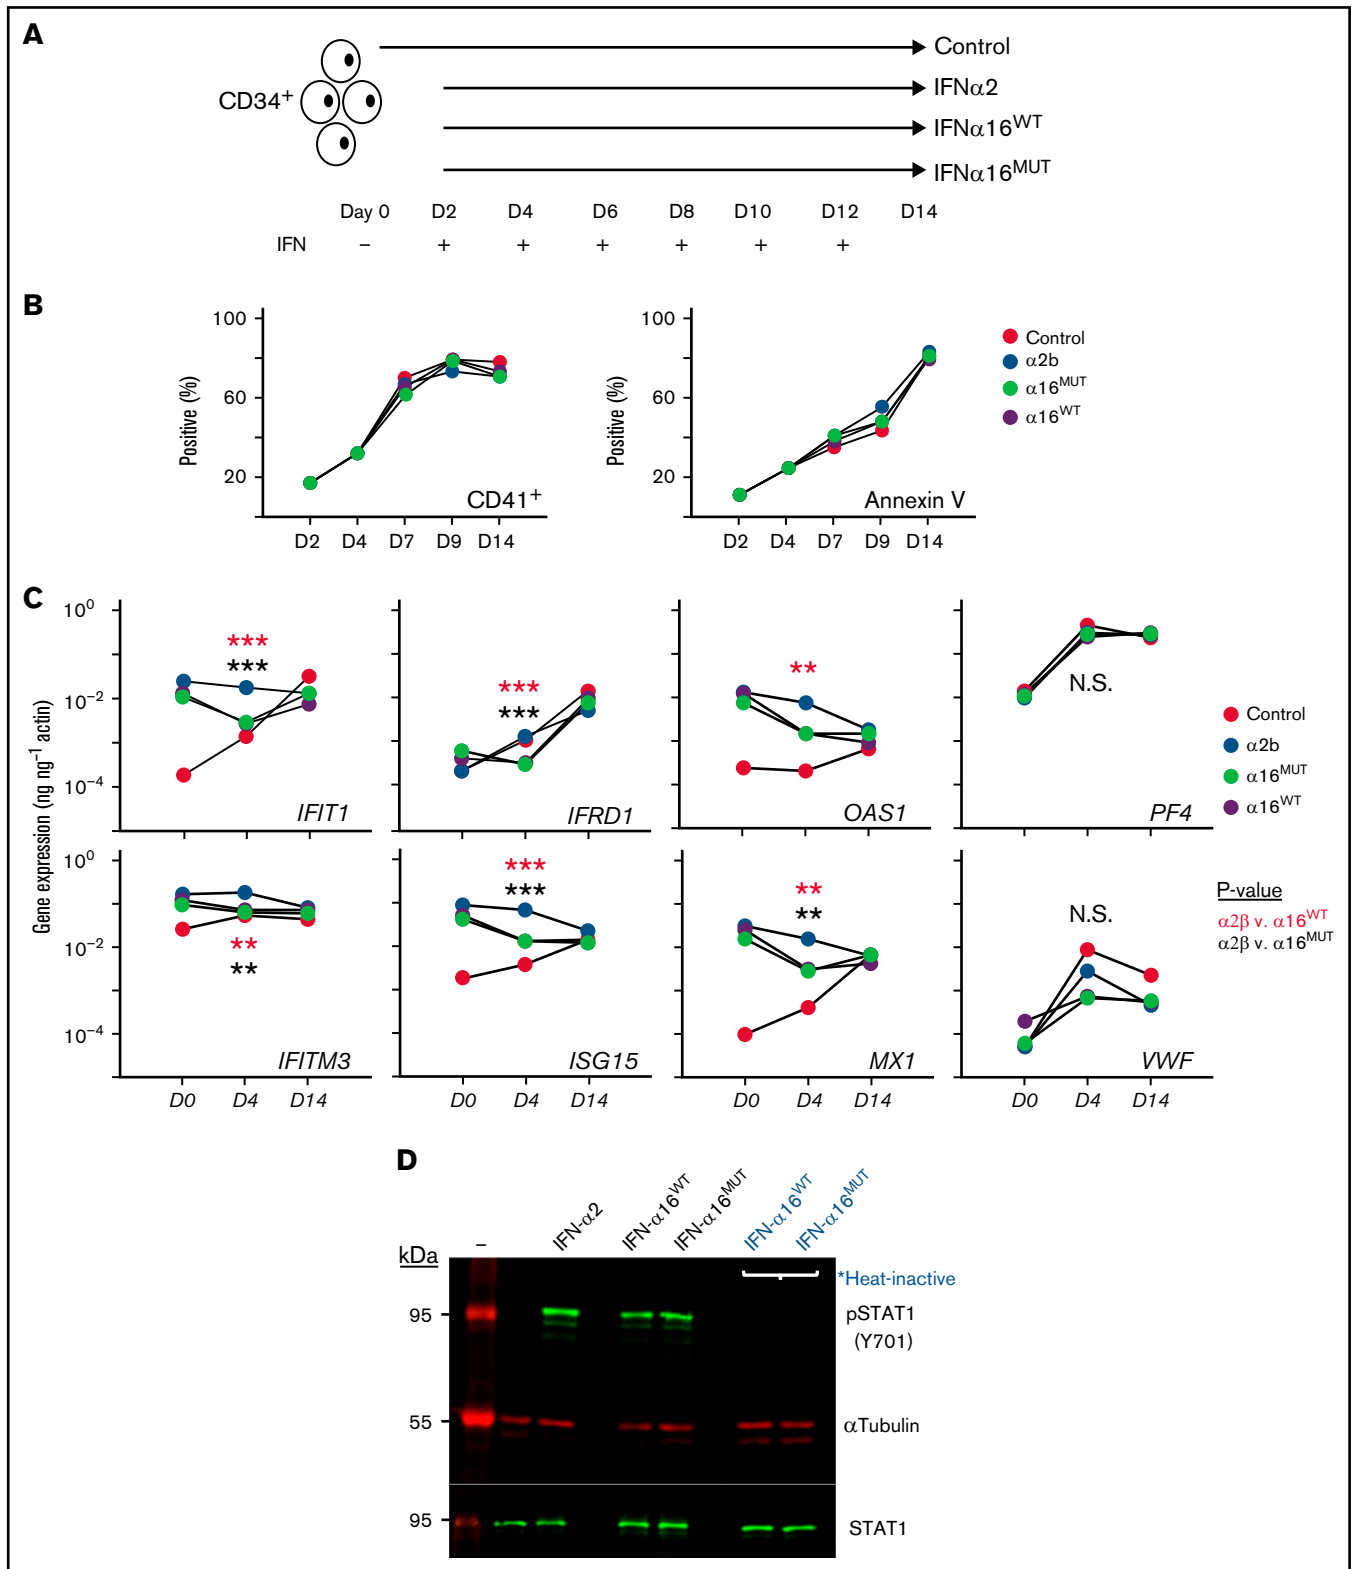 A
CD34+
Control
IFNα2
IFNα16WT
IFNα16MUT
Day 0 D2 D4 D6 D8 D10 D12 D14
IFN − + + + + + +
B
100
60
20
Positive (%)
CD41+
D2 D4 D7 D9 D14
100
60
20
Positive (%)
Annexin V
D2 D4 D7 D9 D14
Control
α2b
α16MUT
α16WT
C
Gene expression (ng ng−1 actin)
100
10−2
10−4
***
***
IFIT1
***
***
IFRD1
**
OAS1
N.S.
PF4
Control
α2b
α16MUT
α16WT
100
10−2
10−4
**
**
IFITM3
D0 D4 D14
***
***
ISG15
D0 D4 D14
**
**
MX1
D0 D4 D14
N.S.
VWF
D0 D4 D14
P-value
α2β v. α16WT
α2β v. α16MUT
D
kDa
–
IFN-α2
IFN-α16WT
IFN-α16MUT
IFN-α16WT
IFN-α16MUT
*Heat-inactive
95
pSTAT1
(Y701)
55
αTubulin
95
STAT1